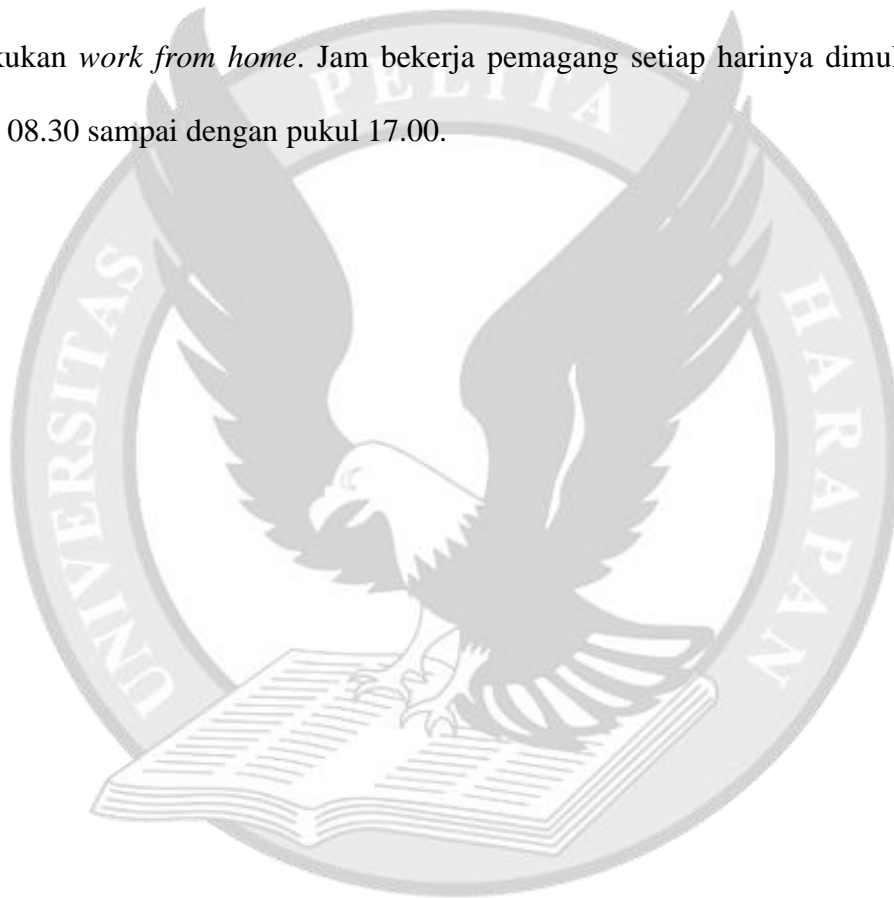 kukan work from home. Jam bekerja pemagang setiap harinya dimul
08.30 sampai dengan pukul 17.00.
UNIVERSITAS PELITA HARAPAN